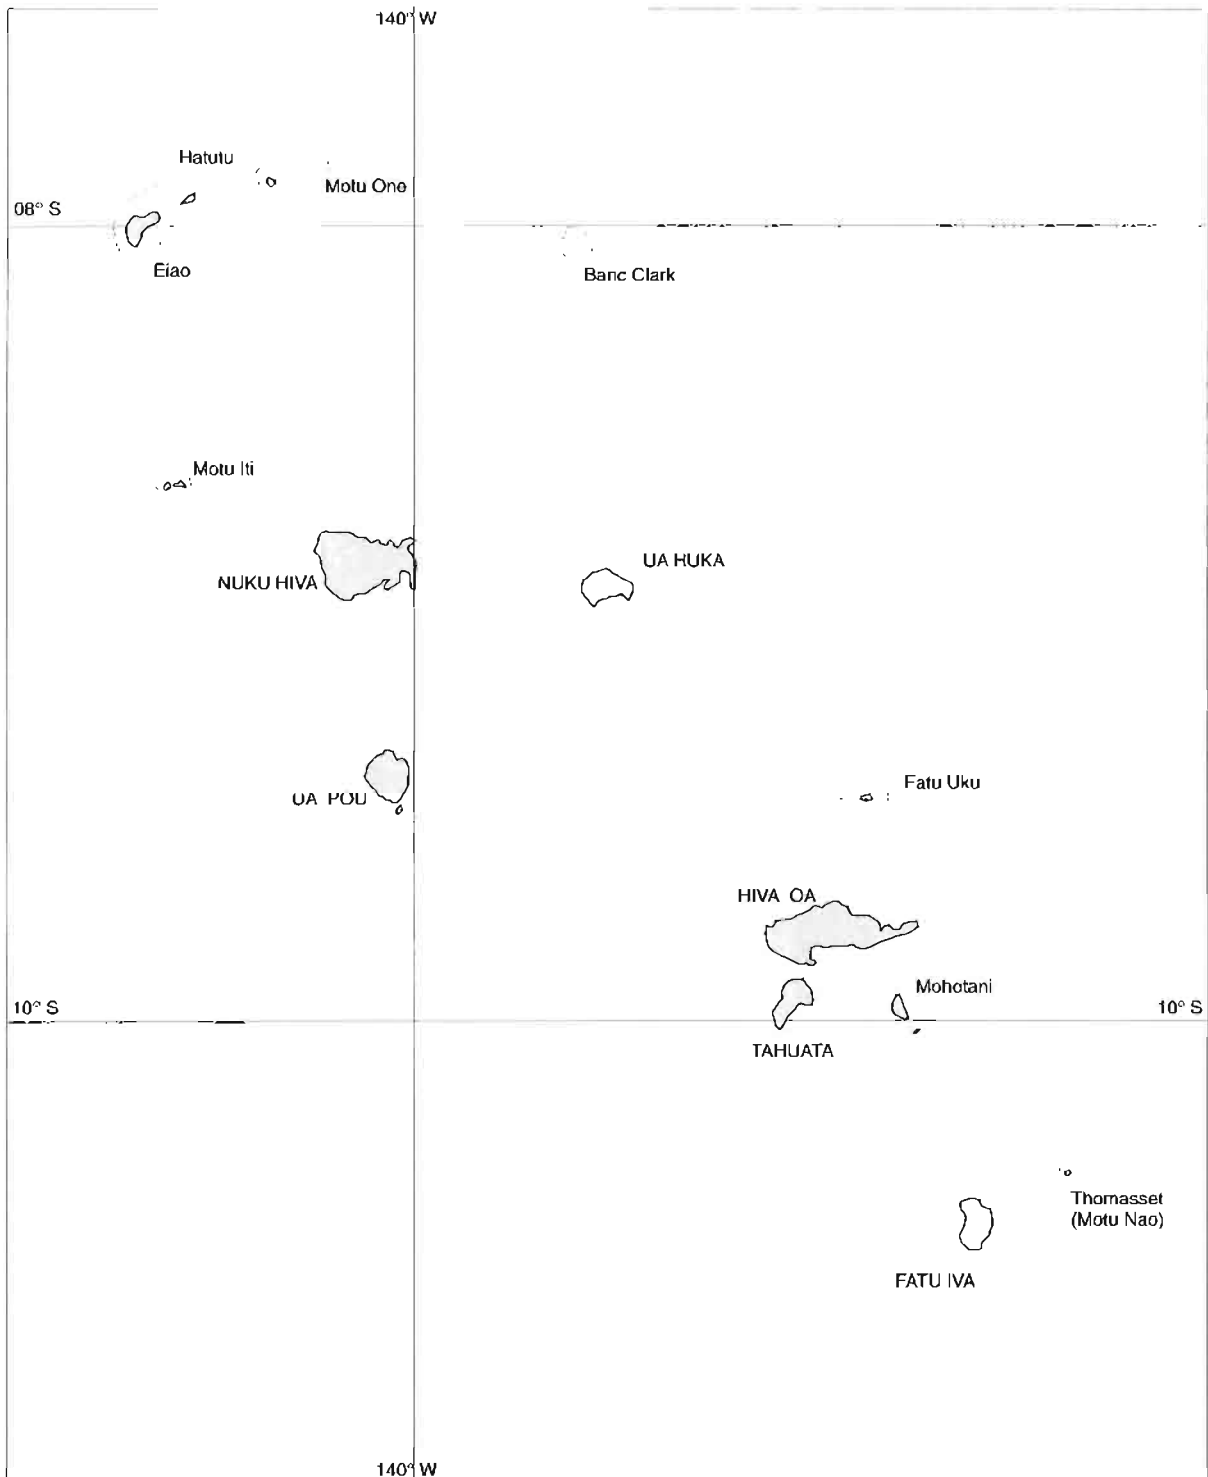 140° W
Hatutu
Motu One
08° S
Eiao
Banc Clark
Motu Iti
UA HUKA
NUKU HIVA
Fatu Uku
UA POU
HIVA OA
Mohotani
10° S
10° S
TAHUATA
Thomasset
(Motu Nao)
FATU IVA
140° W